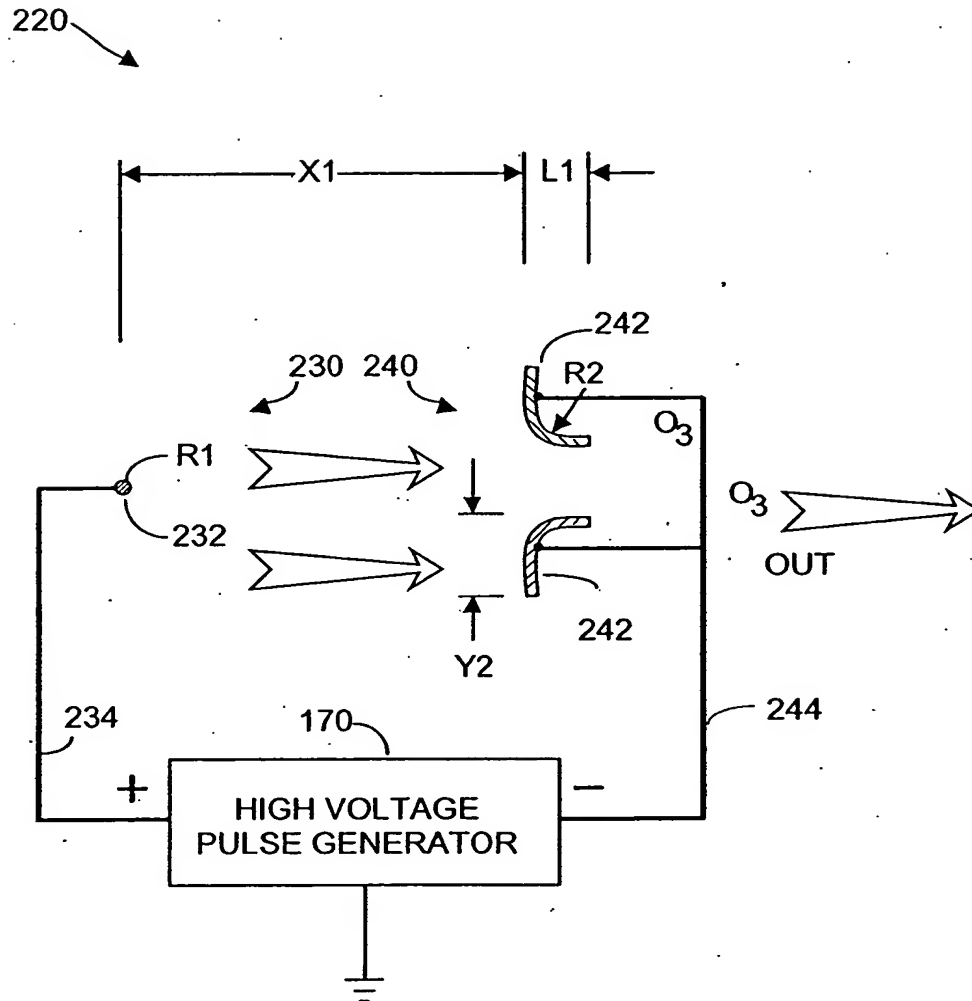 220
X1
L1
242
230
240
R2
O3
R1
232
O3
OUT
242
Y2
234
170
244
+
−
HIGH VOLTAGE
PULSE GENERATOR